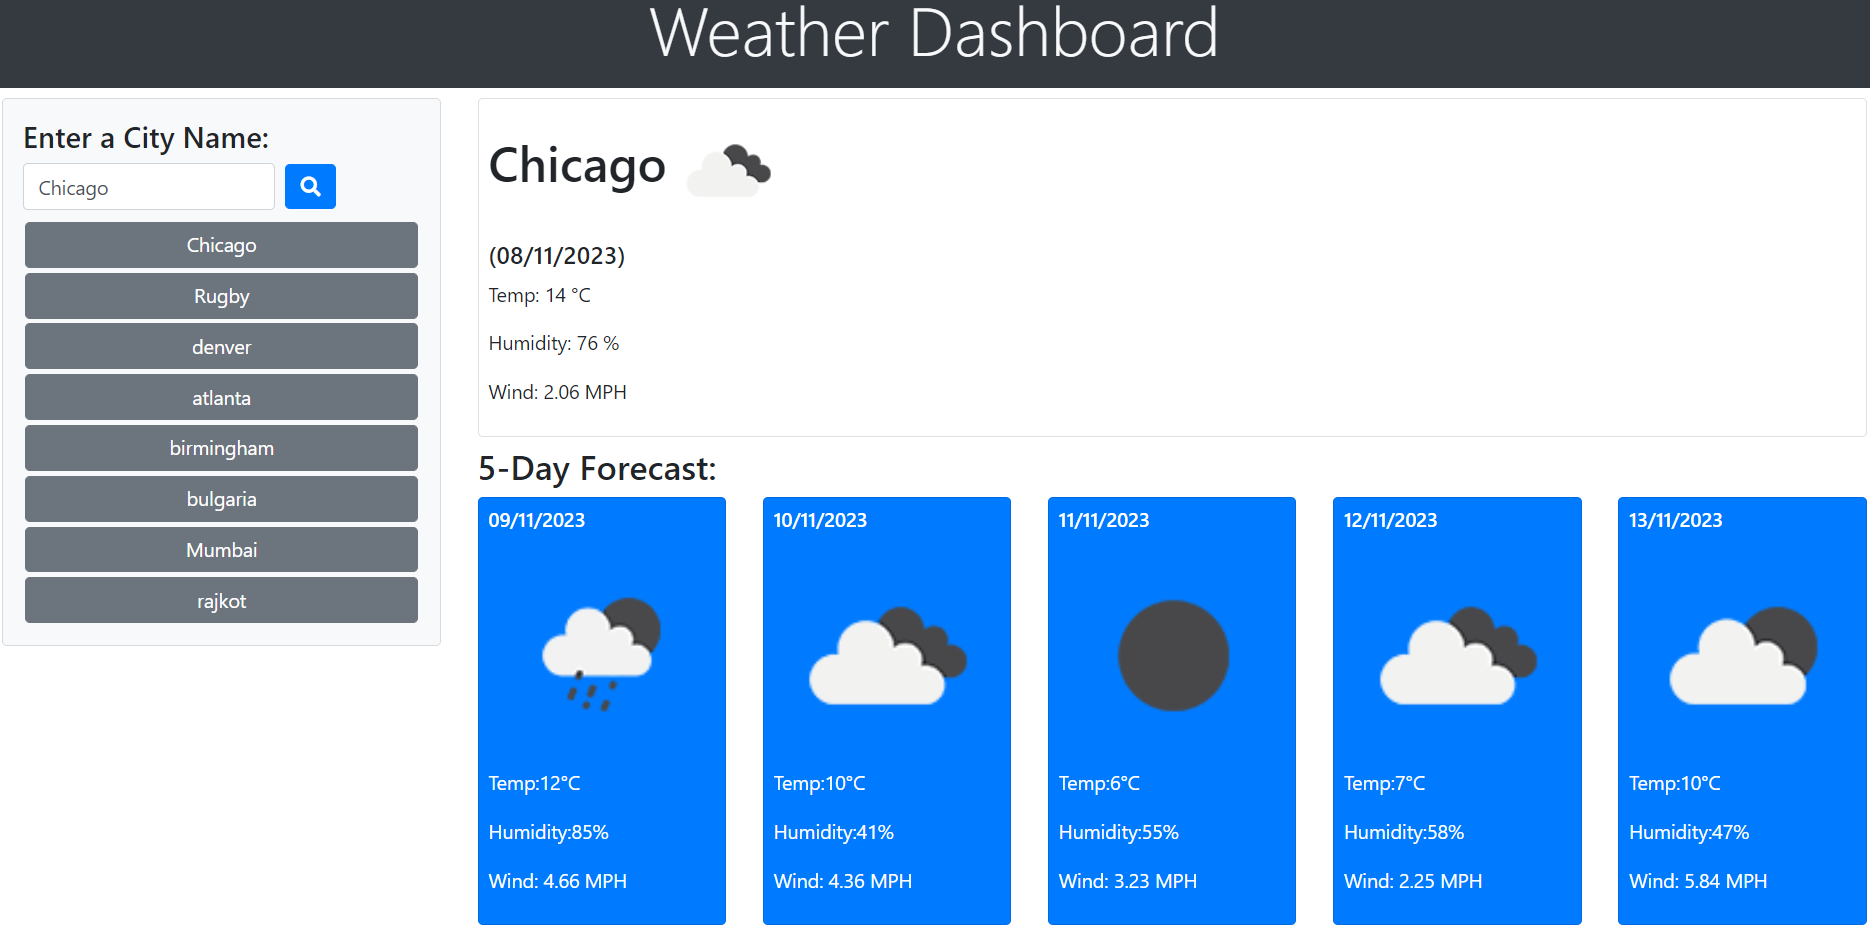 Weather Dashboard
Enter a City Name:
Chicago
Chicago
Rugby
denver
atlanta
birmingham
bulgaria
Mumbai
rajkot
Chicago
(08/11/2023)
Temp: 14 °C
Humidity: 76 %
Wind: 2.06 MPH
5-Day Forecast:
09/11/2023
Temp:12°C
Humidity:85%
Wind: 4.66 MPH
10/11/2023
Temp:10°C
Humidity:41%
Wind: 4.36 MPH
11/11/2023
Temp:6°C
Humidity:55%
Wind: 3.23 MPH
12/11/2023
Temp:7°C
Humidity:58%
Wind: 2.25 MPH
13/11/2023
Temp:10°C
Humidity:47%
Wind: 5.84 MPH